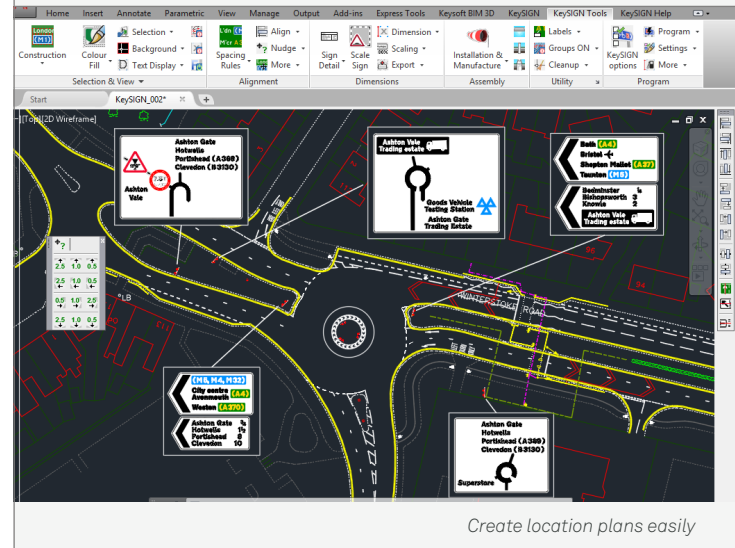 Home Insert Annotate Parametric View Manage Output Add-ins Express Tools Keysoft BIM 3D KeySIGN KeySIGN Tools KeySIGN Help
London
(M1)
Construction
Colour
Fill
Selection
Background
Text Display
Selection & View
Spacing
Rules
Align
Nudge
More
Alignment
Sign
Detail
Scale
Sign
Dimension
Scaling
Export
Dimensions
Installation &
Manufacture
Assembly
Labels
Groups ON
Cleanup
Utility
KeySIGN
options
Program
Settings
More
Program
Start
KeySIGN_002*
[Top][2D Wireframe]
Ashton Gate
Hotwells
Portishead (A369)
Clevedon (B3130)
Ashton
Vale
Ashton Vale
Trading estate
Goods Vehicle
Testing Station
Ashton Gate
Trading Estate
Bath (A4)
Bristol
Shepton Mallet (A37)
Taunton (M5)
Bedminster
Bishopsworth 3
Knowle 2
Ashton Vale
Trading estate
2.5 1.0 0.5
2.5 1.0 0.5
0.5 1.0 2.5
2.5 1.0 0.5
LB
WINTERSTOKE ROAD
(M5, M4, M32)
City centre
Avonmouth (A4)
Weston (A370)
Ashton Gate ¾
Hotwells 1½
Portishead 8
Clevedon 10
Ashton Gate
Hotwells
Portishead (A369)
Clevedon (B3130)
Superstore
Create location plans easily